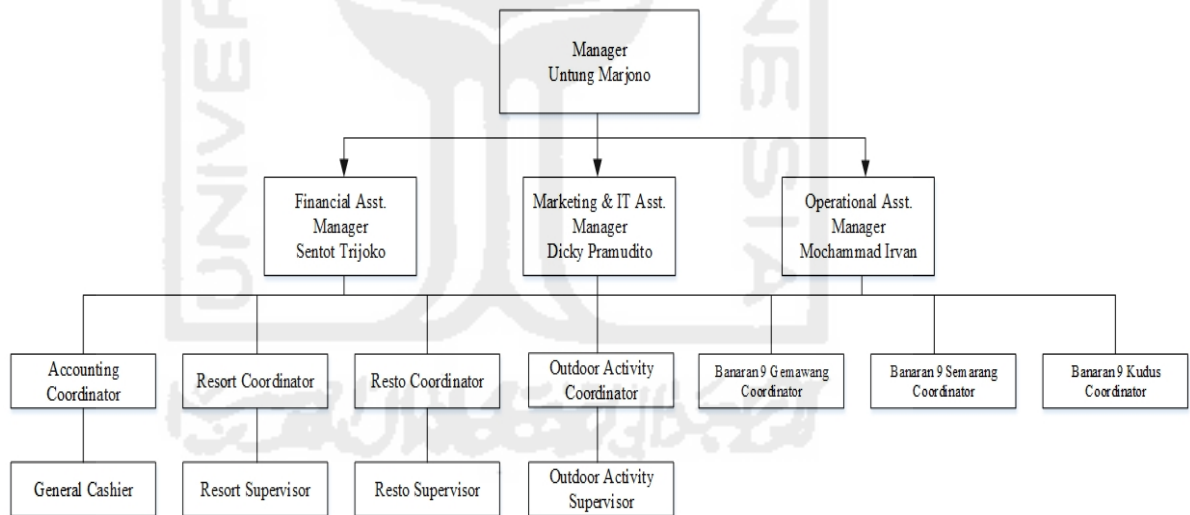 Manager
Untung Marjono
Financial Asst.
Manager
Sentot Trijoko
Marketing & IT Asst.
Manager
Dicky Pramudito
Operational Asst.
Manager
Mochammad Irvan
Accounting
Coordinator
Resort Coordinator
Resto Coordinator
Outdoor Activity
Coordinator
Banaran 9 Gemawang
Coordinator
Banaran 9 Semarang
Coordinator
Banaran 9 Kudus
Coordinator
General Cashier
Resort Supervisor
Resto Supervisor
Outdoor Activity
Supervisor
UNIVER
NESIA